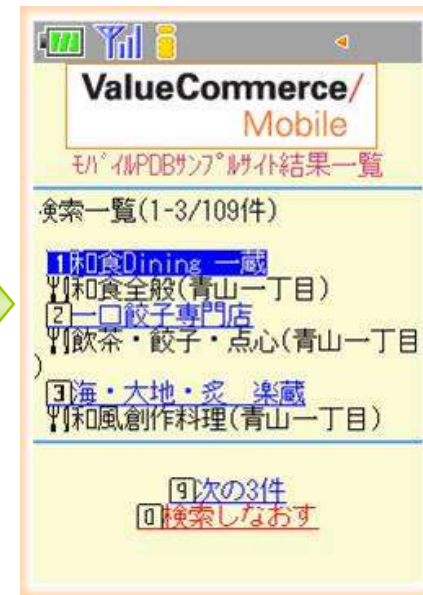 ValueCommerce/
Mobile
ﾓﾊﾞｲﾙPDBｻﾝﾌﾟﾙｻｲﾄ結果一覧
検索一覧(1-3/109件)
1和食Dining 一蔵
和食全般(青山一丁目)
2一口餃子専門店
飲茶・餃子・点心(青山一丁目
)
3海・大地・炙 楽蔵
和風創作料理(青山一丁目)
9次の3件
0検索しなおす